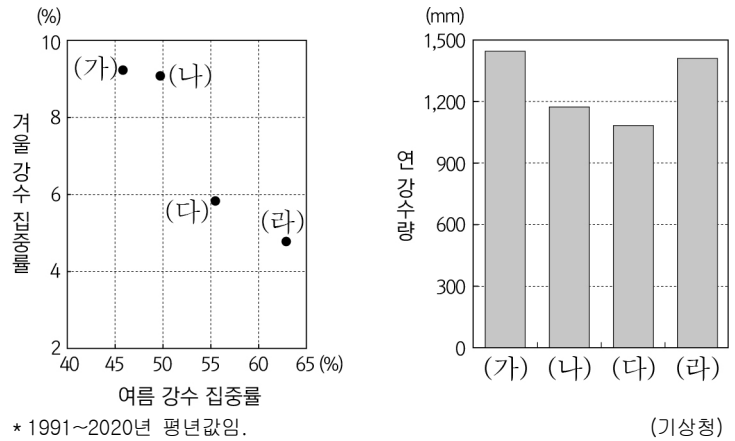 (%)
10
8
6
4
2
겨울 강수 집중률
(가)
(나)
(다)
(라)
40 45 50 55 60 65 (%)
여름 강수 집중률
(mm)
1,500
1,200
900
600
300
0
연 강수량
(가) (나) (다) (라)
* 1991~2020년 평년값임.
(기상청)